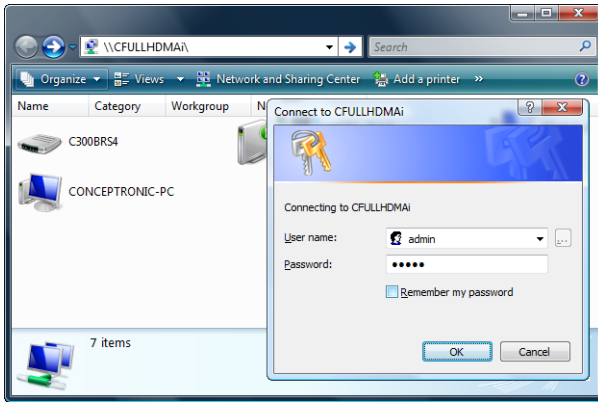 \\CFULLHDMAi\
Search
Organize Views Network and Sharing Center Add a printer »
Name Category Workgroup N
C300BRS4
CONCEPTRONIC-PC
7 items
Connect to CFULLHDMAi
Connecting to CFULLHDMAi
User name: admin
Password: •••••
Remember my password
OK Cancel